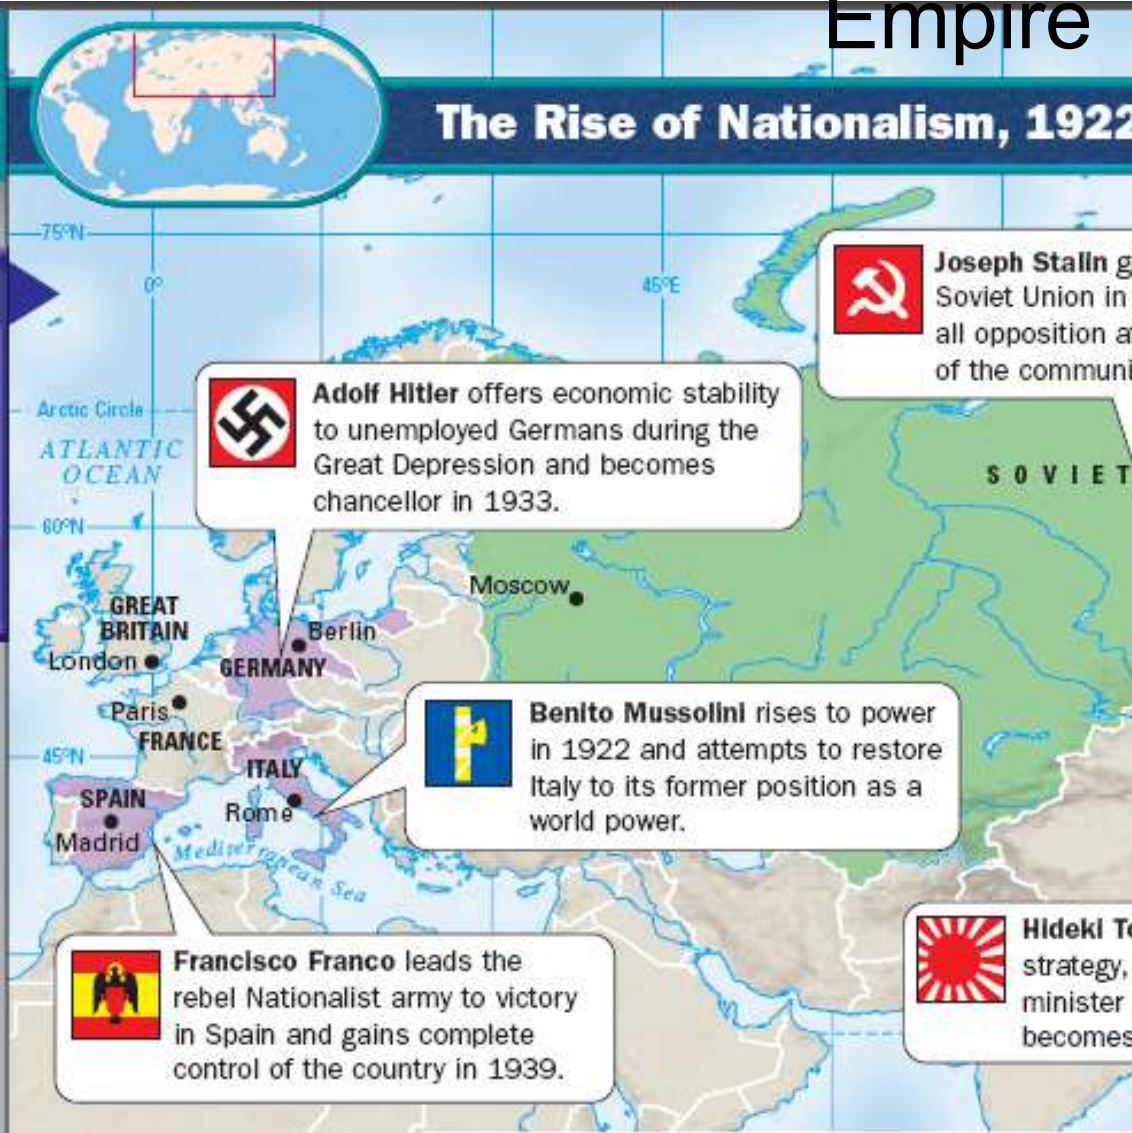 Empire
The Rise of Nationalism, 1922
75°N
0°
45°E
Joseph Stalin g
Soviet Union in
all opposition a
of the communi
Adolf Hitler offers economic stability
to unemployed Germans during the
Great Depression and becomes
chancellor in 1933.
Arctic Circle
ATLANTIC
OCEAN
SOVIET
60°N
Moscow
GREAT
BRITAIN
Berlin
London
GERMANY
Paris
FRANCE
Benito Mussolini rises to power
in 1922 and attempts to restore
Italy to its former position as a
world power.
45°N
ITALY
SPAIN
Rome
Madrid
Mediterranean Sea
Francisco Franco leads the
rebel Nationalist army to victory
in Spain and gains complete
control of the country in 1939.
Hideki To
strategy,
minister
becomes